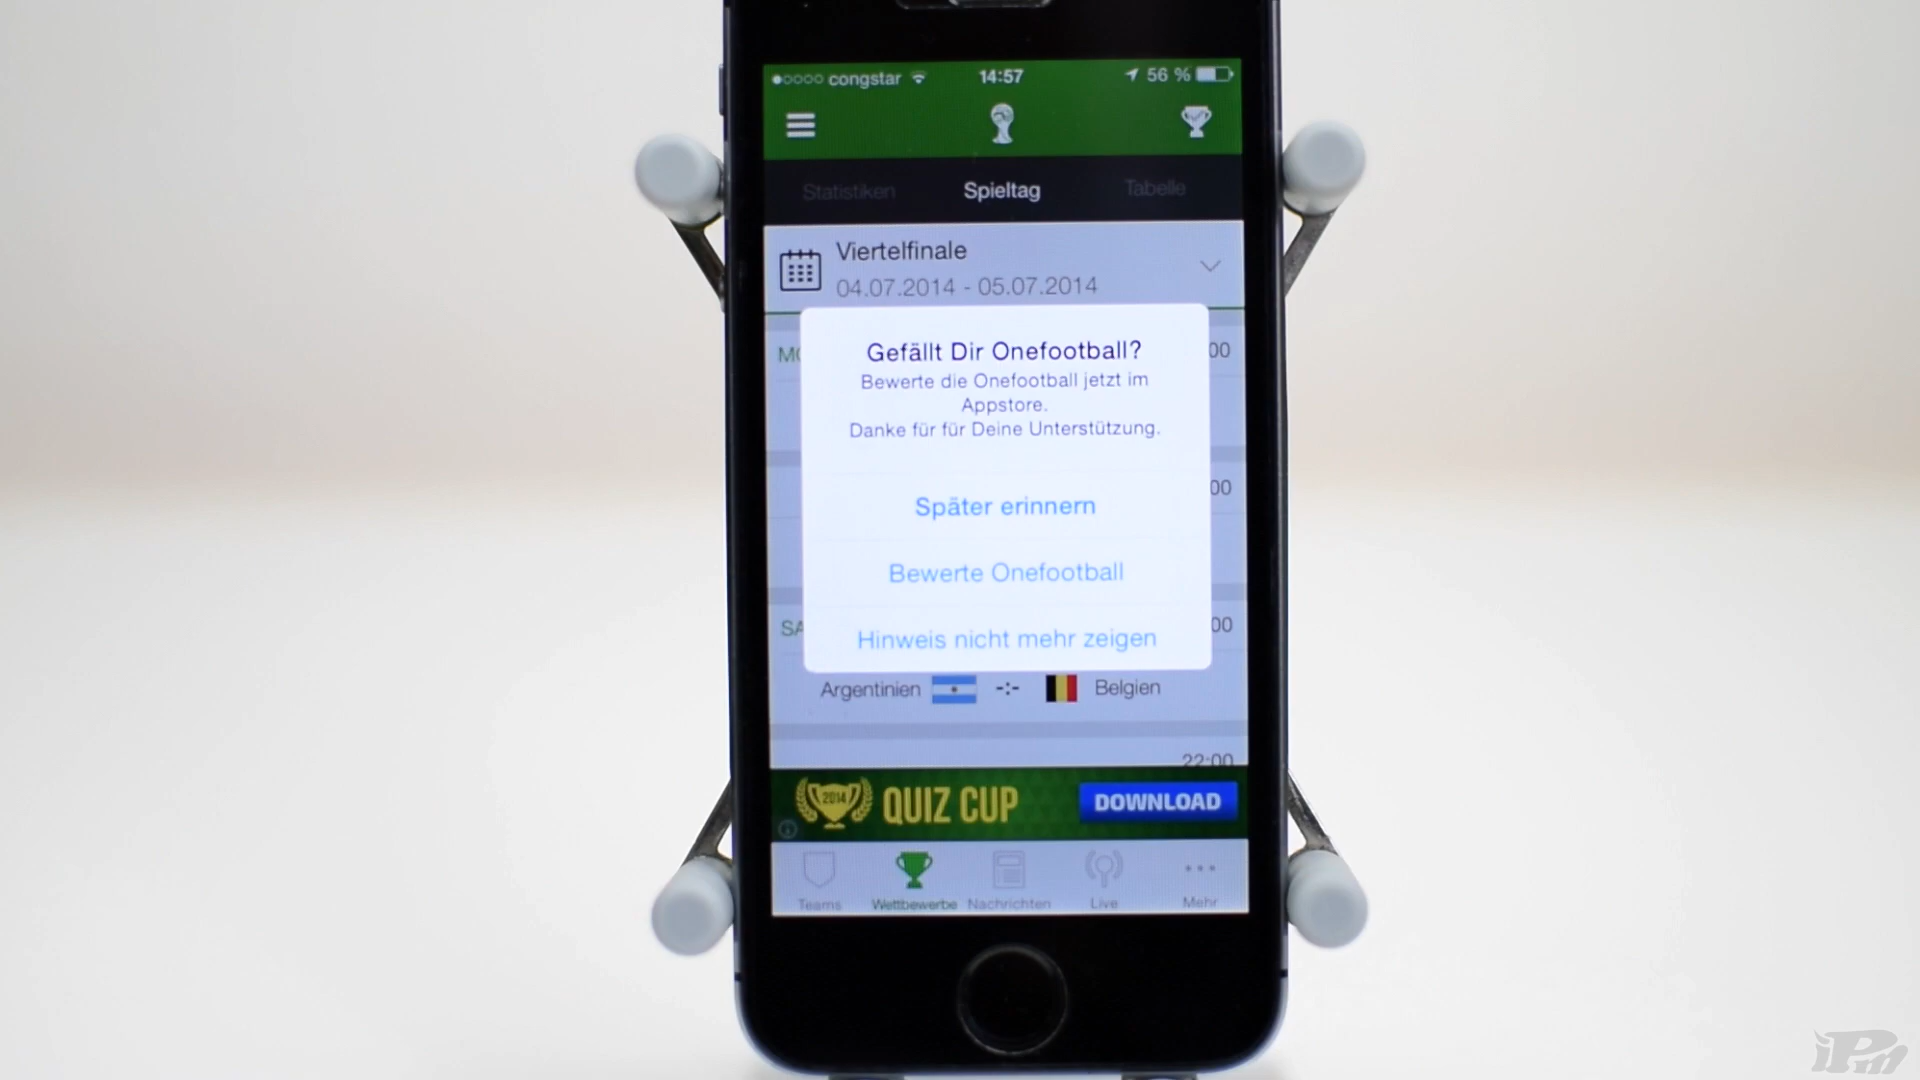 congstar 14:57 56 %
Statistiken Spieltag Tabelle
Viertelfinale
04.07.2014 - 05.07.2014
Gefällt Dir Onefootball?
Bewerte die Onefootball jetzt im
Appstore.
Danke für für Deine Unterstützung.
Später erinnern
Bewerte Onefootball
Hinweis nicht mehr zeigen
Argentinien -:- Belgien
22:00
2014 QUIZ CUP DOWNLOAD
Teams Wettbewerbe Nachrichten Live Mehr
iPm